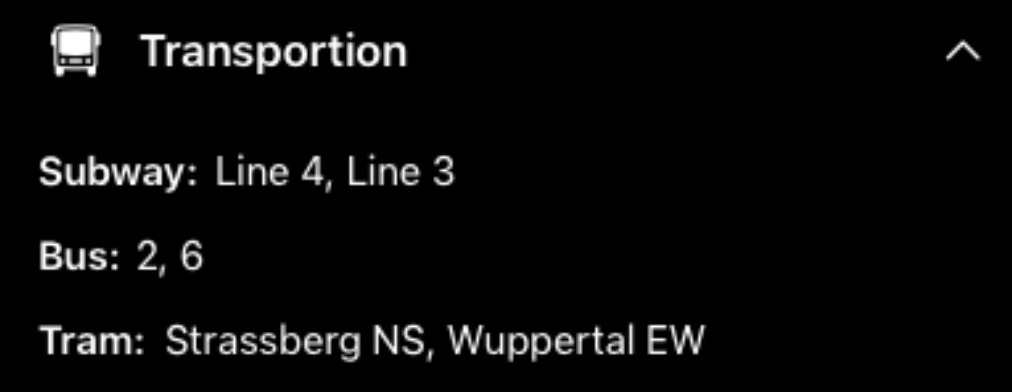 Transportion
Subway: Line 4, Line 3
Bus: 2, 6
Tram: Strassberg NS, Wuppertal EW